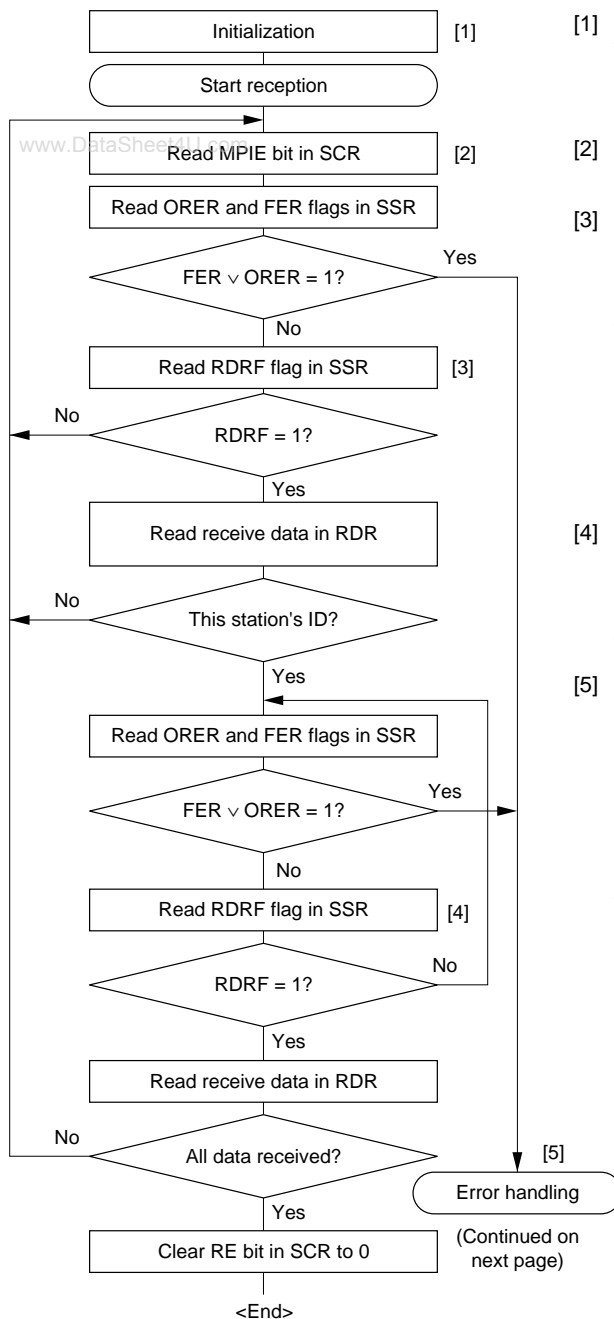 Initialization [1] [1]
Start reception
www.DataSheet4U.com
Read MPIE bit in SCR [2] [2]
Read ORER and FER flags in SSR [3]
Yes
FER ∨ ORER = 1?
No
Read RDRF flag in SSR [3]
No
RDRF = 1?
Yes
Read receive data in RDR [4]
No
This station's ID?
Yes [5]
Read ORER and FER flags in SSR
Yes
FER ∨ ORER = 1?
No
Read RDRF flag in SSR [4]
No
RDRF = 1?
Yes
Read receive data in RDR
No
All data received? [5]
Error handling
Yes
(Continued on
next page)
Clear RE bit in SCR to 0
<End>